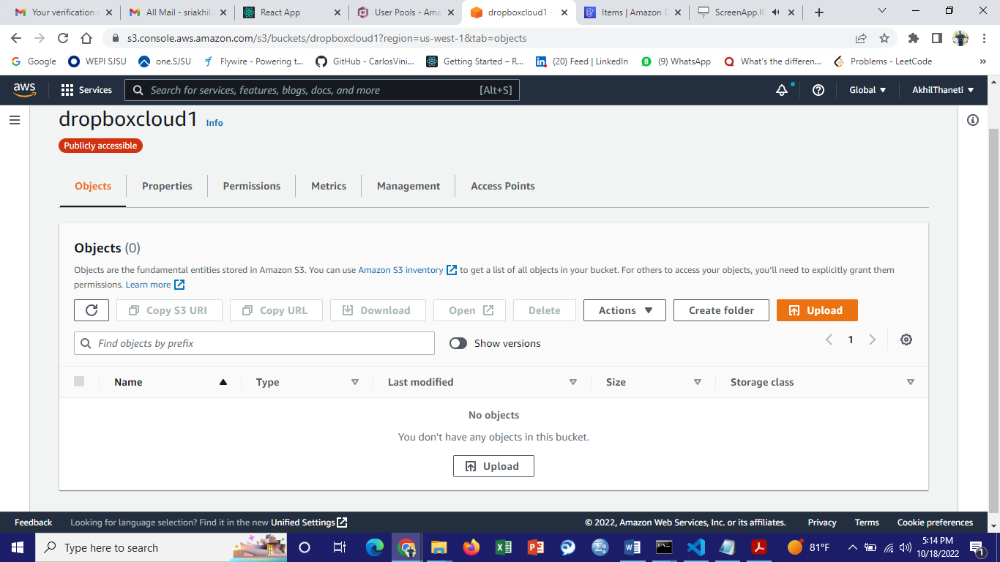 Your verification c
All Mail - sriakhil.
React App
User Pools - Ama
dropboxcloud1 -
Items | Amazon D
ScreenApp.IO
s3.console.aws.amazon.com/s3/buckets/dropboxcloud1?region=us-west-1&tab=objects
Google
WEPI SJSU
one.SJSU
Flywire - Powering t...
GitHub - CarlosVini...
Getting Started – R...
(20) Feed | LinkedIn
(9) WhatsApp
What's the differen...
Problems - LeetCode
aws
Services
Search for services, features, blogs, docs, and more
[Alt+S]
Global
AkhilThaneti
dropboxcloud1 Info
Publicly accessible
Objects
Properties
Permissions
Metrics
Management
Access Points
Objects (0)
Objects are the fundamental entities stored in Amazon S3. You can use Amazon S3 inventory to get a list of all objects in your bucket. For others to access your objects, you'll need to explicitly grant them
permissions. Learn more
Copy S3 URI
Copy URL
Download
Open
Delete
Actions
Create folder
Upload
Find objects by prefix
Show versions
1
Name
Type
Last modified
Size
Storage class
No objects
You don't have any objects in this bucket.
Upload
Feedback
Looking for language selection? Find it in the new Unified Settings
© 2022, Amazon Web Services, Inc. or its affiliates.
Privacy
Terms
Cookie preferences
Type here to search
81°F
5:14 PM
10/18/2022
1